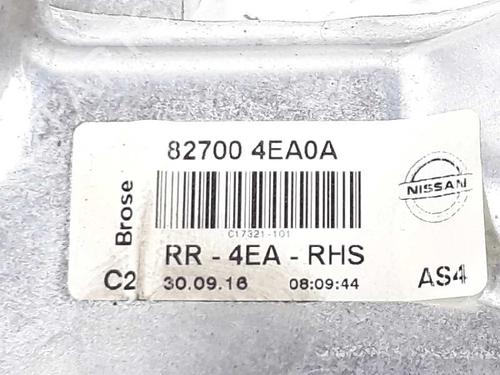 82700 4EA0A
Brose
NISSAN
C17321-101
RR - 4EA - RHS
C2 30.09.16 08:09:44 AS4